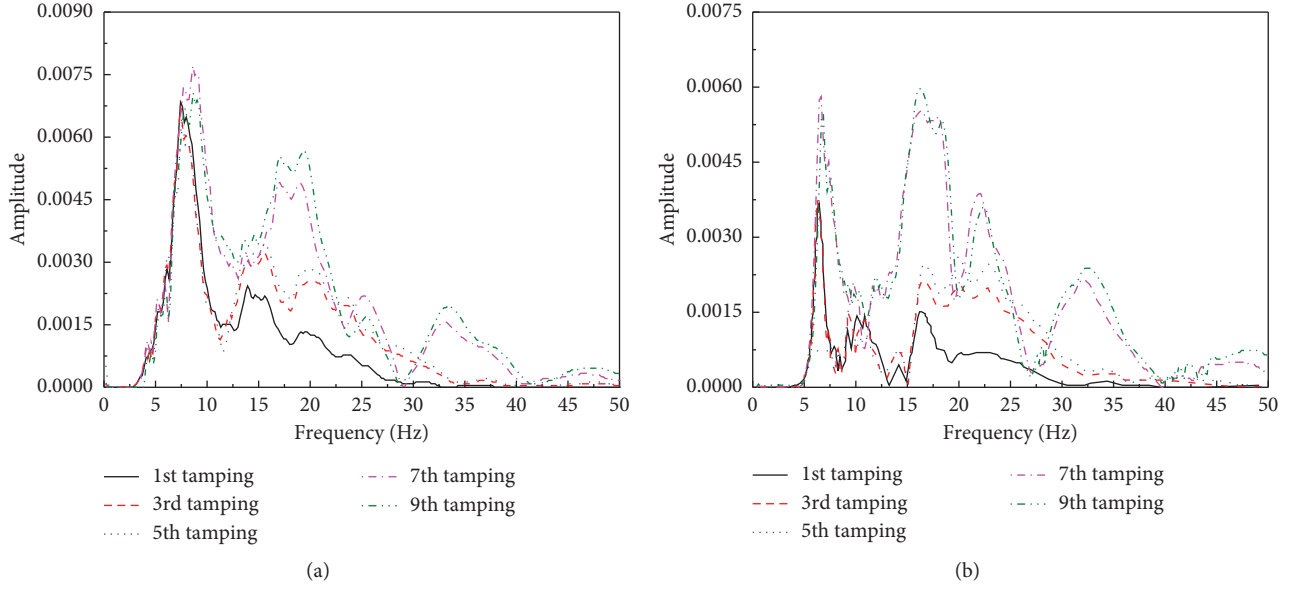 0.0090
0.0075
0.0060
0.0045
0.0030
0.0015
0.0000
Amplitude
0 5 10 15 20 25 30 35 40 45 50
Frequency (Hz)
1st tamping
3rd tamping
5th tamping
7th tamping
9th tamping
(a)
0.0075
0.0060
0.0045
0.0030
0.0015
0.0000
Amplitude
0 5 10 15 20 25 30 35 40 45 50
Frequency (Hz)
1st tamping
3rd tamping
5th tamping
7th tamping
9th tamping
(b)